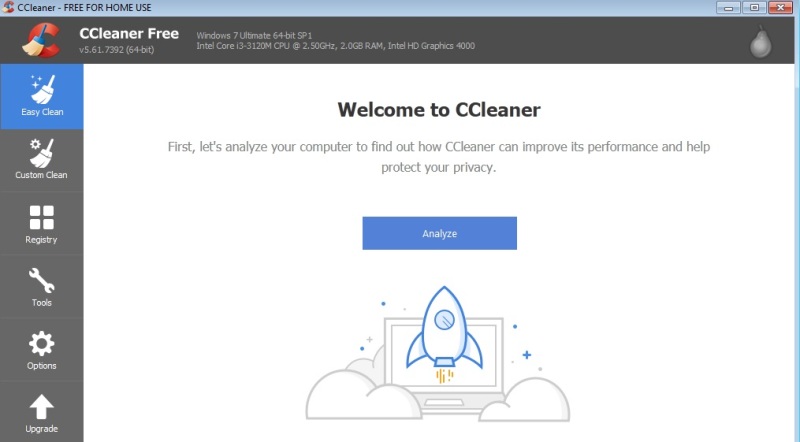 CCleaner - FREE FOR HOME USE
CCleaner Free
v5.61.7392 (64-bit)
Windows 7 Ultimate 64-bit SP1
Intel Core i3-3120M CPU @ 2.50GHz, 2.0GB RAM, Intel HD Graphics 4000
Easy Clean
Custom Clean
Registry
Tools
Options
Upgrade
Welcome to CCleaner
First, let's analyze your computer to find out how CCleaner can improve its performance and help
protect your privacy.
Analyze